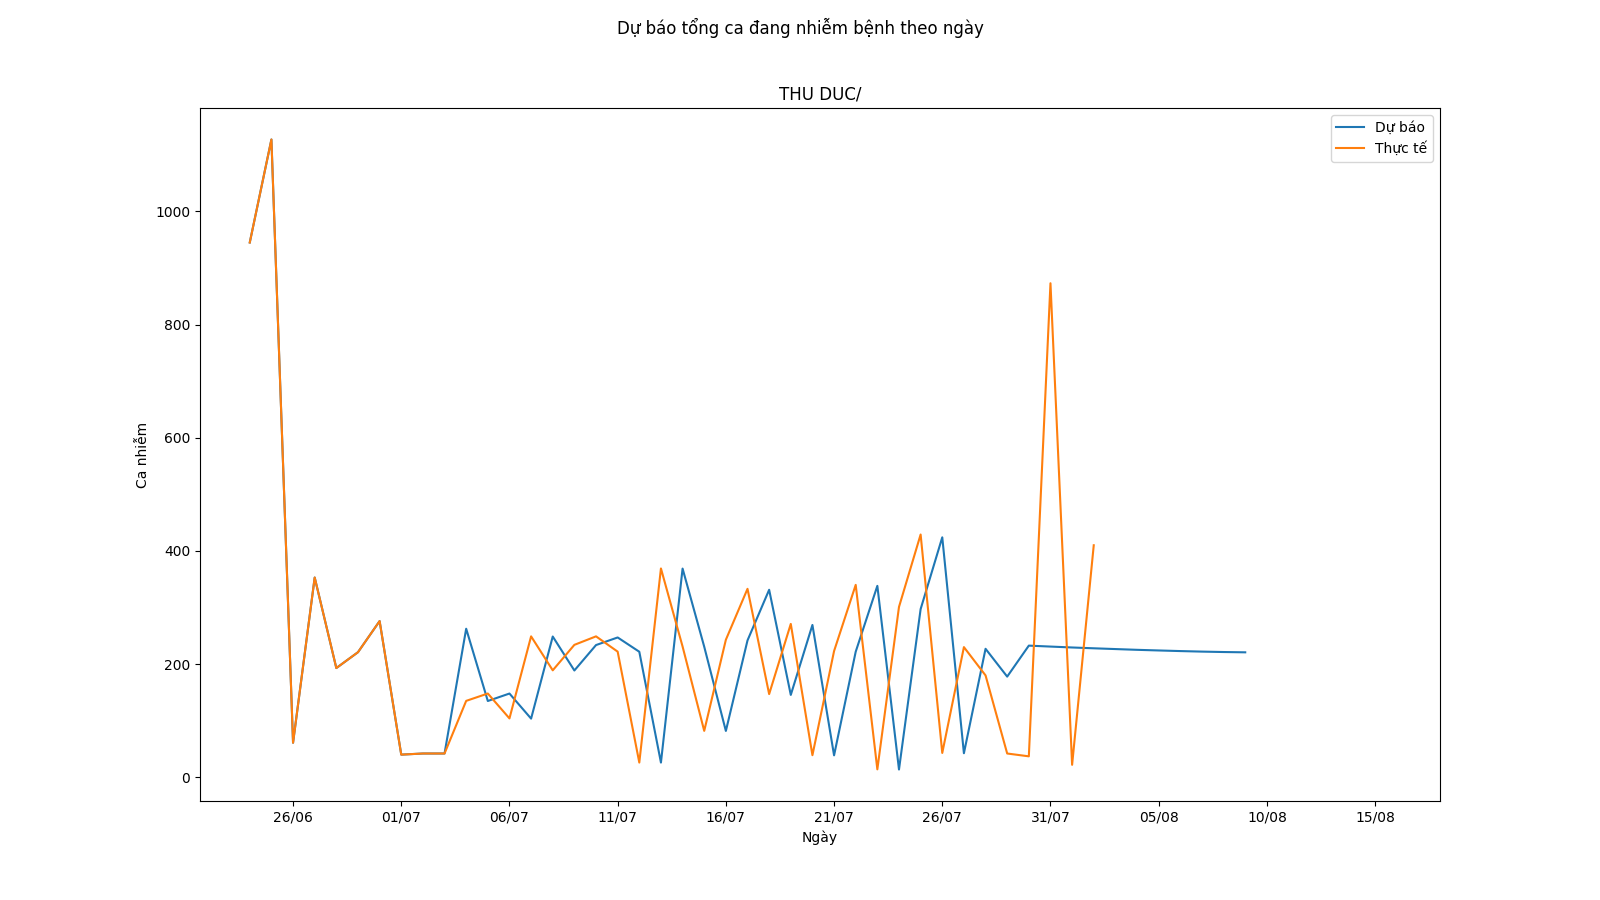 Dự báo tổng ca đang nhiễm bệnh theo ngày
THU DUC/
Dự báo
Thực tế
1000
800
600
400
200
0
Ca nhiễm
26/06 01/07 06/07 11/07 16/07 21/07 26/07 31/07 05/08 10/08 15/08
Ngày